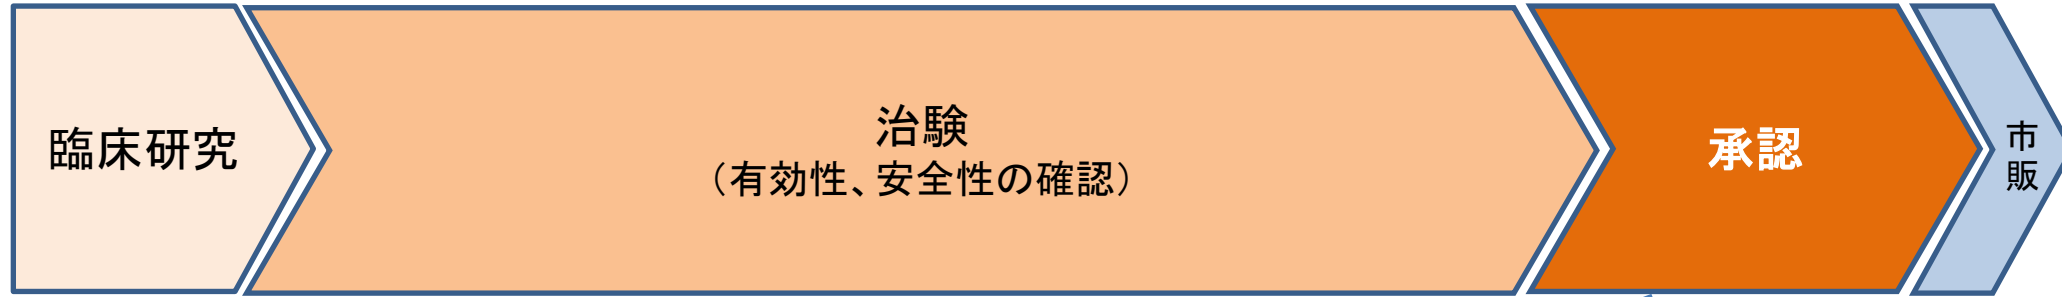 臨床研究
治験
（有効性、安全性の確認）
承認
市
販